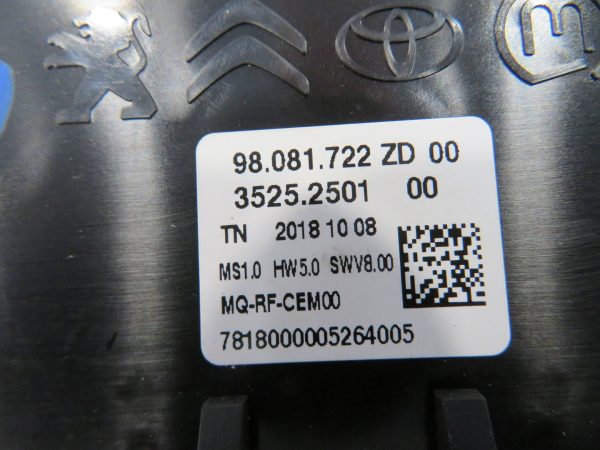 98.081.722 ZD 00
3525.2501 00
TN 2018 10 08
MS1.0 HW5.0 SWV8.00
MQ-RF-CEM00
7818000005264005